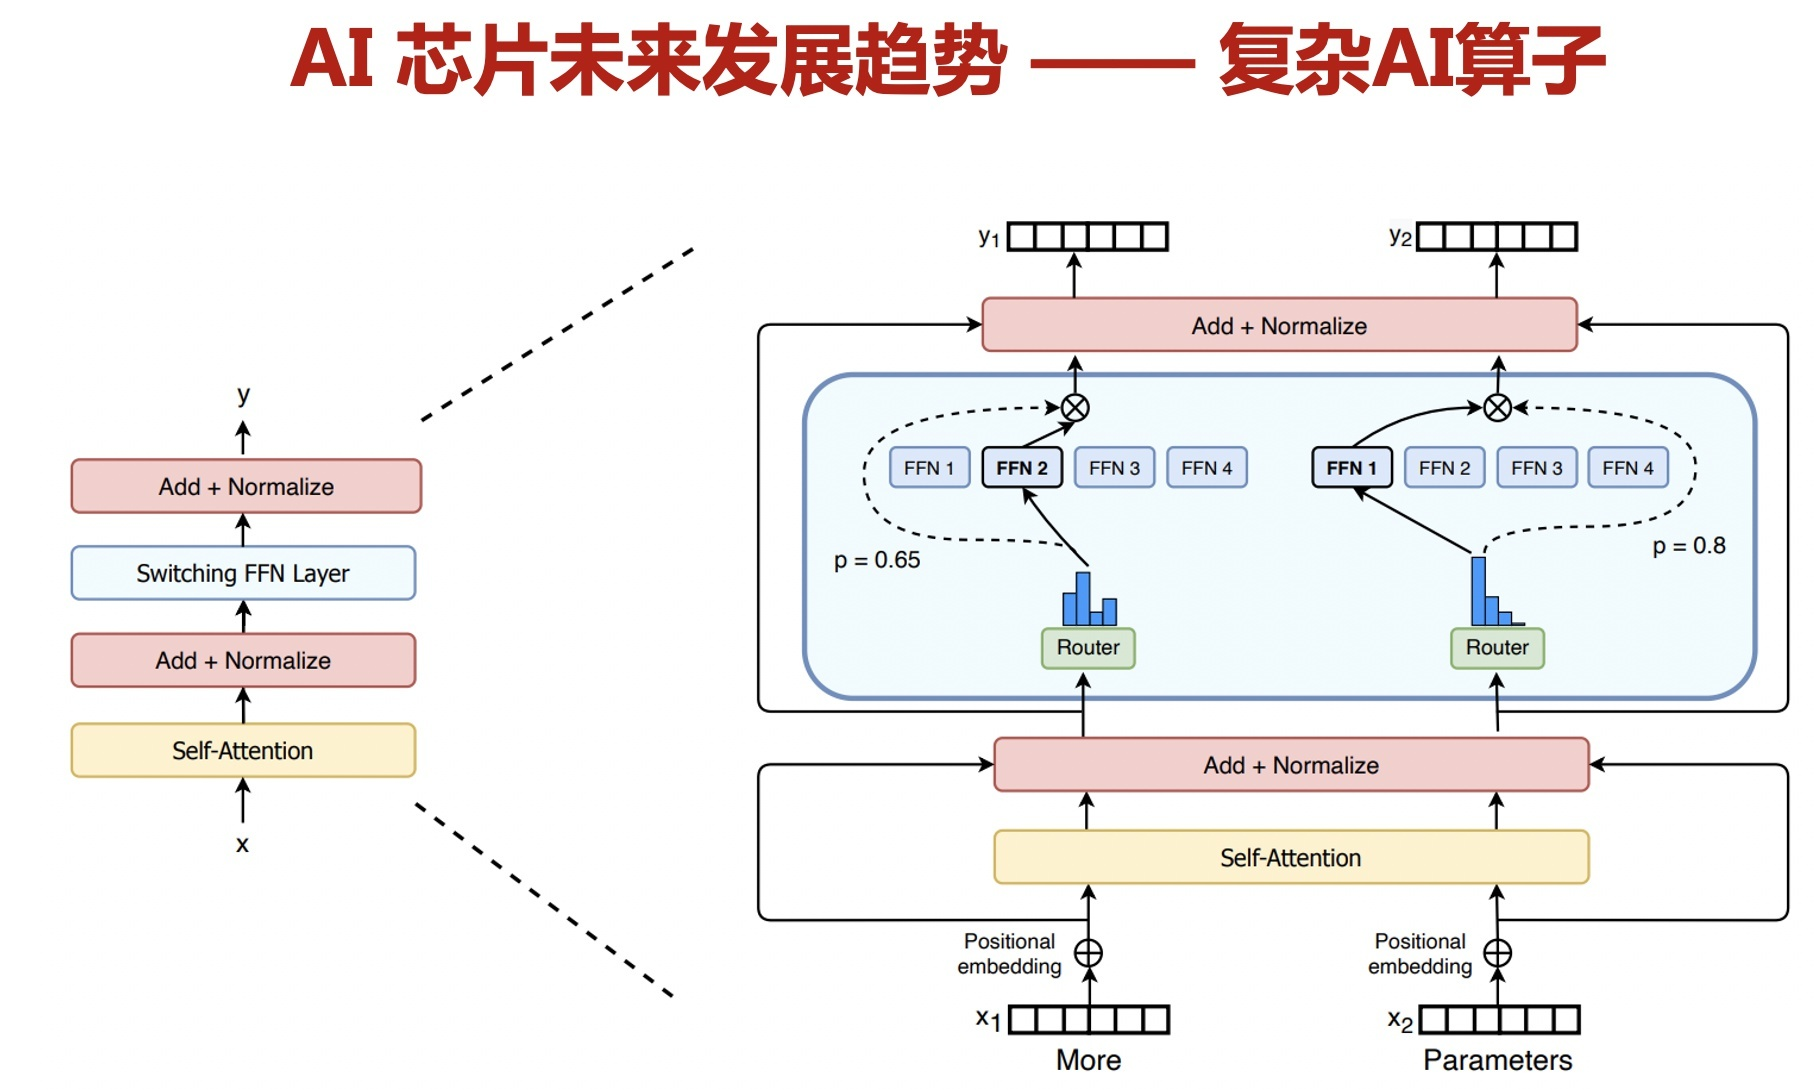 AI 芯片未来发展趋势 —— 复杂AI算子
y
Add + Normalize
Switching FFN Layer
Add + Normalize
Self-Attention
x
y1
y2
Add + Normalize
FFN 1 FFN 2 FFN 3 FFN 4
FFN 1 FFN 2 FFN 3 FFN 4
p = 0.65
p = 0.8
Router
Router
Add + Normalize
Self-Attention
Positional
embedding
Positional
embedding
x1
x2
More
Parameters